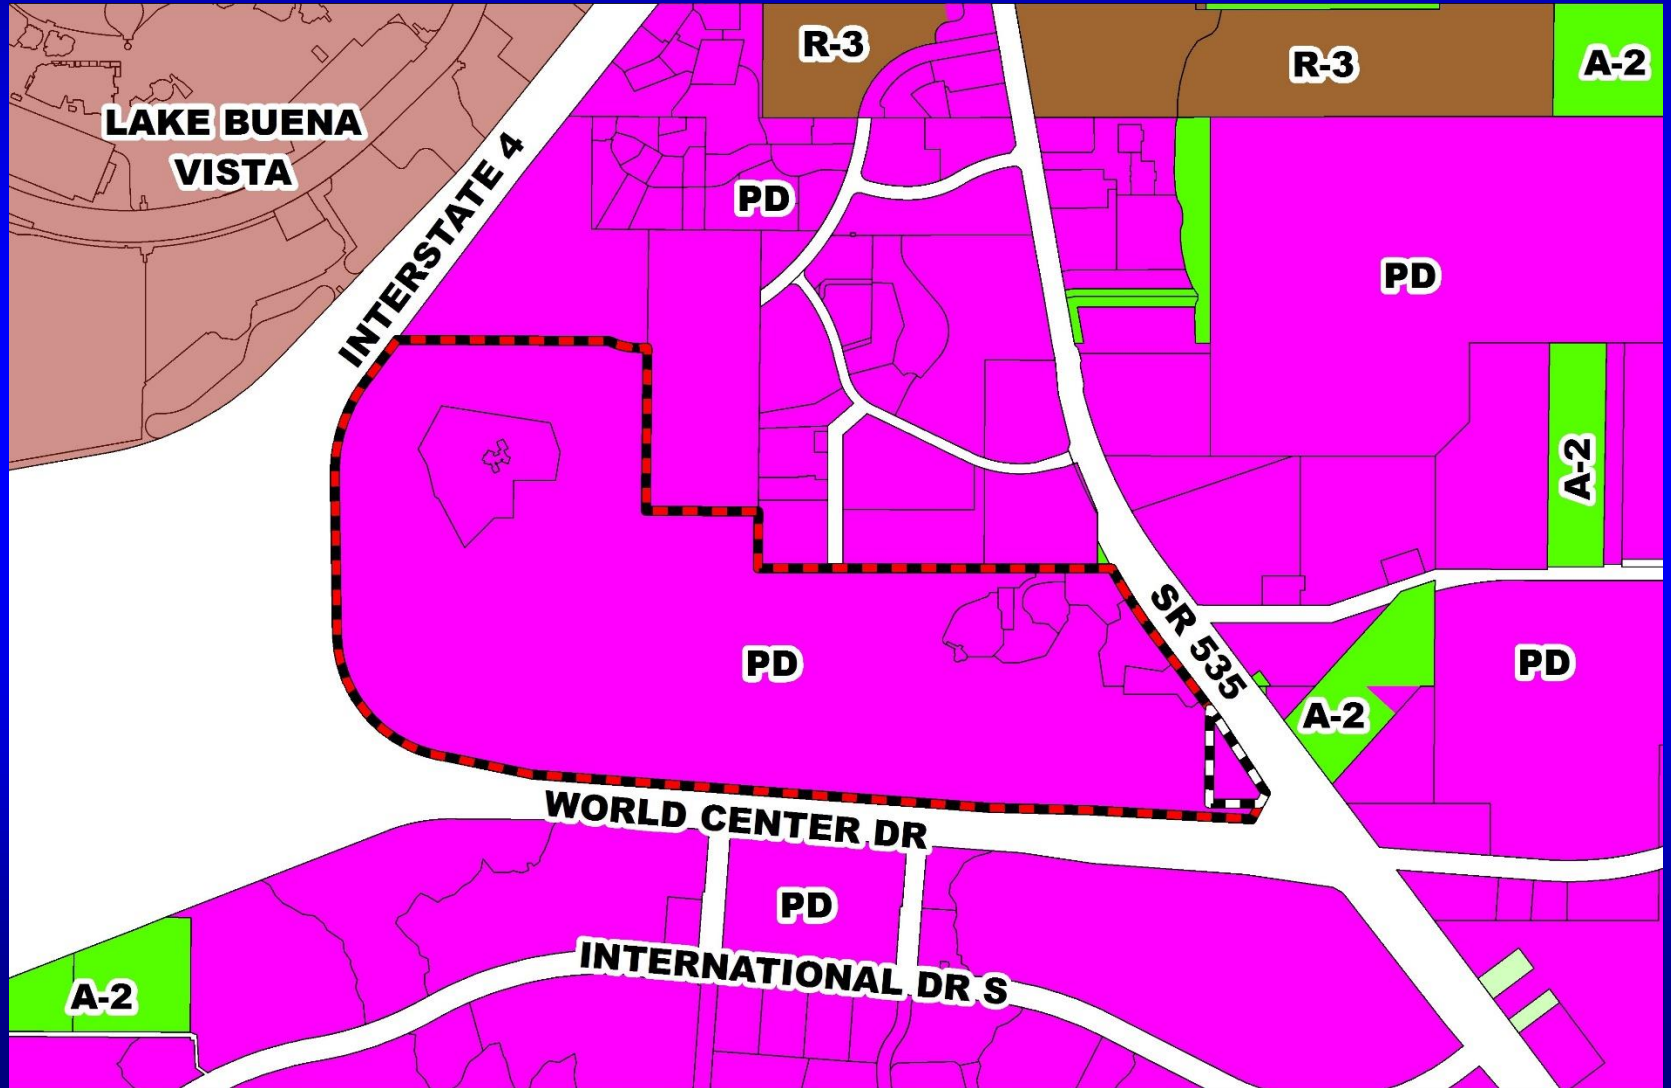 R-3
R-3
A-2
LAKE BUENA
VISTA
INTERSTATE 4
PD
PD
A-2
SR 535
PD
PD
A-2
WORLD CENTER DR
PD
INTERNATIONAL DR S
A-2